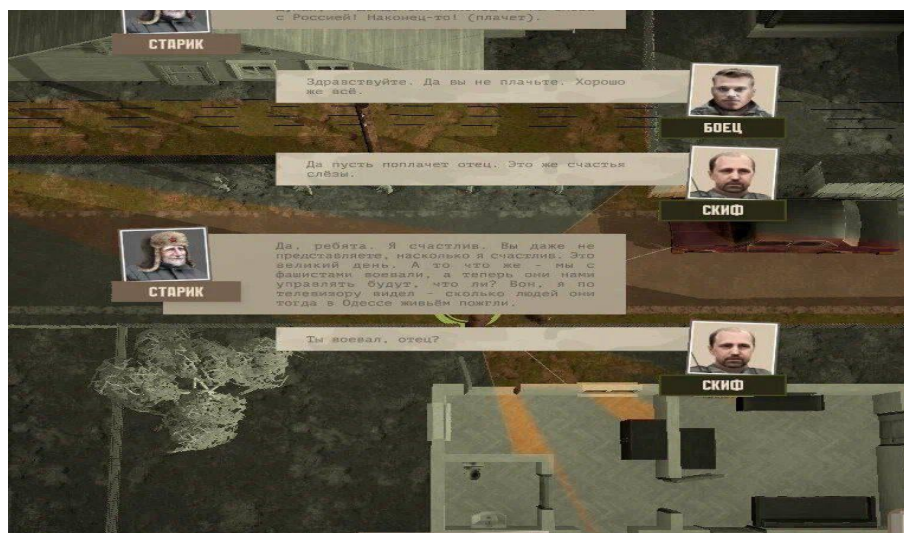 с Россией! Наконец-то! (плачет).
СТАРИК
Здравствуйте. Да вы не плачьте. Хорошо
же всё.
БОЕЦ
Да пусть поплачет отец. Это же счастья
слёзы.
СКИФ
Да, ребята. Я счастлив. Вы даже не
представляете, насколько я счастлив. Это
великий день. А то что же - мы с
фашистами воевали, а теперь они нами
управлять будут, что ли? Вон, я по
телевизору видел - сколько людей они
тогда в Одессе живьём пожгли.
СТАРИК
Ты воевал, отец?
СКИФ